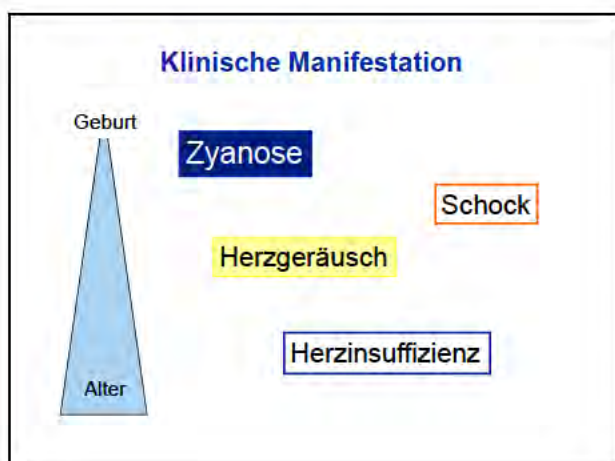 Klinische Manifestation
Geburt
Zyanose
Schock
Herzgeräusch
Herzinsuffizienz
Alter